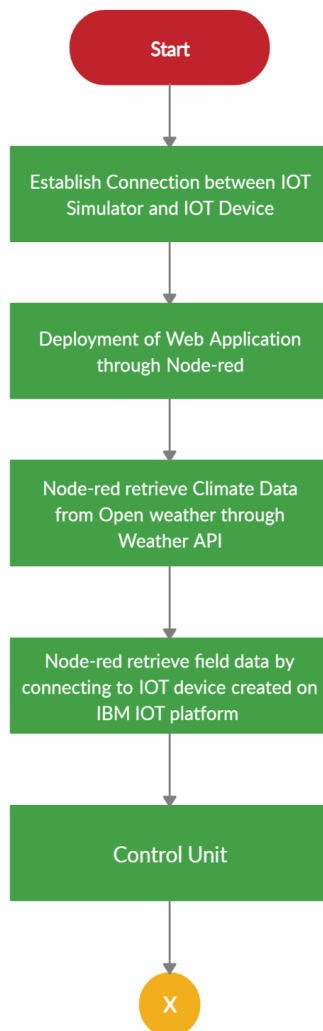 Start
Establish Connection between IOT
Simulator and IOT Device
Deployment of Web Application
through Node-red
Node-red retrieve Climate Data
from Open weather through
Weather API
Node-red retrieve field data by
connecting to IOT device created on
IBM IOT platform
Control Unit
X